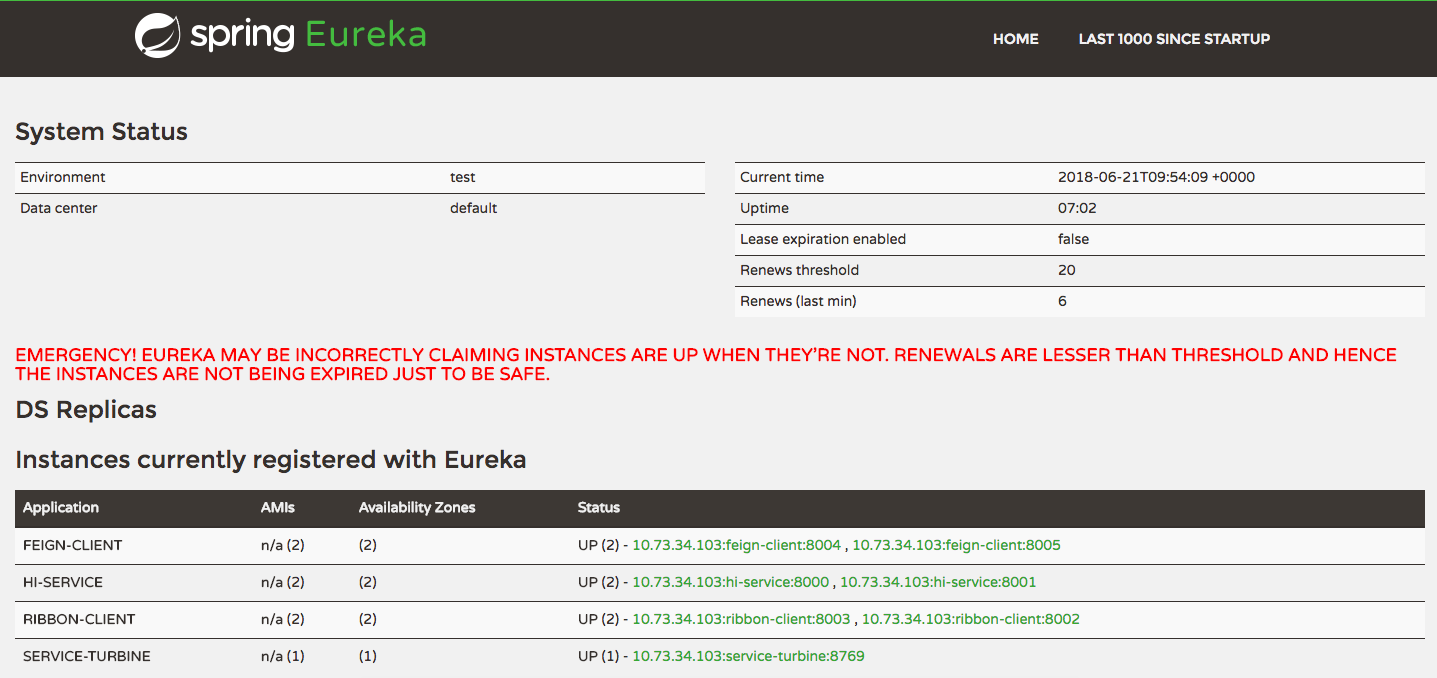 spring Eureka HOME LAST 1000 SINCE STARTUP
System Status
Environment test Current time 2018-06-21T09:54:09 +0000
Data center default Uptime 07:02
Lease expiration enabled false
Renews threshold 20
Renews (last min) 6
EMERGENCY! EUREKA MAY BE INCORRECTLY CLAIMING INSTANCES ARE UP WHEN THEY'RE NOT. RENEWALS ARE LESSER THAN THRESHOLD AND HENCE
THE INSTANCES ARE NOT BEING EXPIRED JUST TO BE SAFE.
DS Replicas
Instances currently registered with Eureka
Application AMIs Availability Zones Status
FEIGN-CLIENT n/a (2) (2) UP (2) - 10.73.34.103:feign-client:8004 , 10.73.34.103:feign-client:8005
HI-SERVICE n/a (2) (2) UP (2) - 10.73.34.103:hi-service:8000 , 10.73.34.103:hi-service:8001
RIBBON-CLIENT n/a (2) (2) UP (2) - 10.73.34.103:ribbon-client:8003 , 10.73.34.103:ribbon-client:8002
SERVICE-TURBINE n/a (1) (1) UP (1) - 10.73.34.103:service-turbine:8769